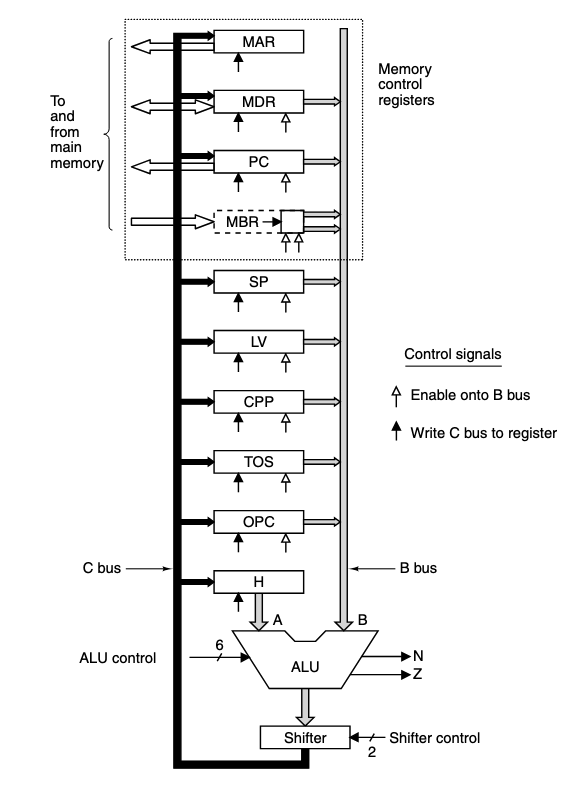 MAR
MDR
PC
MBR
To
and
from
main
memory
Memory
control
registers
SP
LV
CPP
TOS
OPC
H
Control signals
Enable onto B bus
Write C bus to register
C bus
B bus
A
B
6
ALU control
ALU
N
Z
Shifter
Shifter control
2